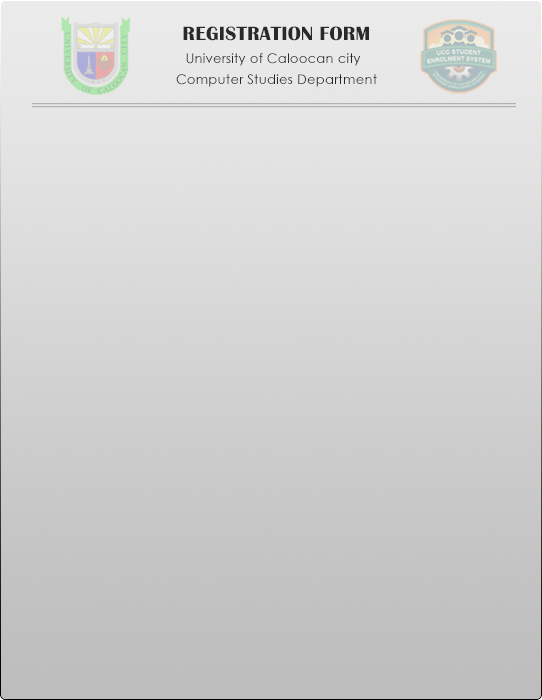 REGISTRATION FORM
University of Caloocan city
Computer Studies Department
UNIVERSITY OF CALOOCAN CITY
UCC STUDENT
ENROLMENT SYSTEM